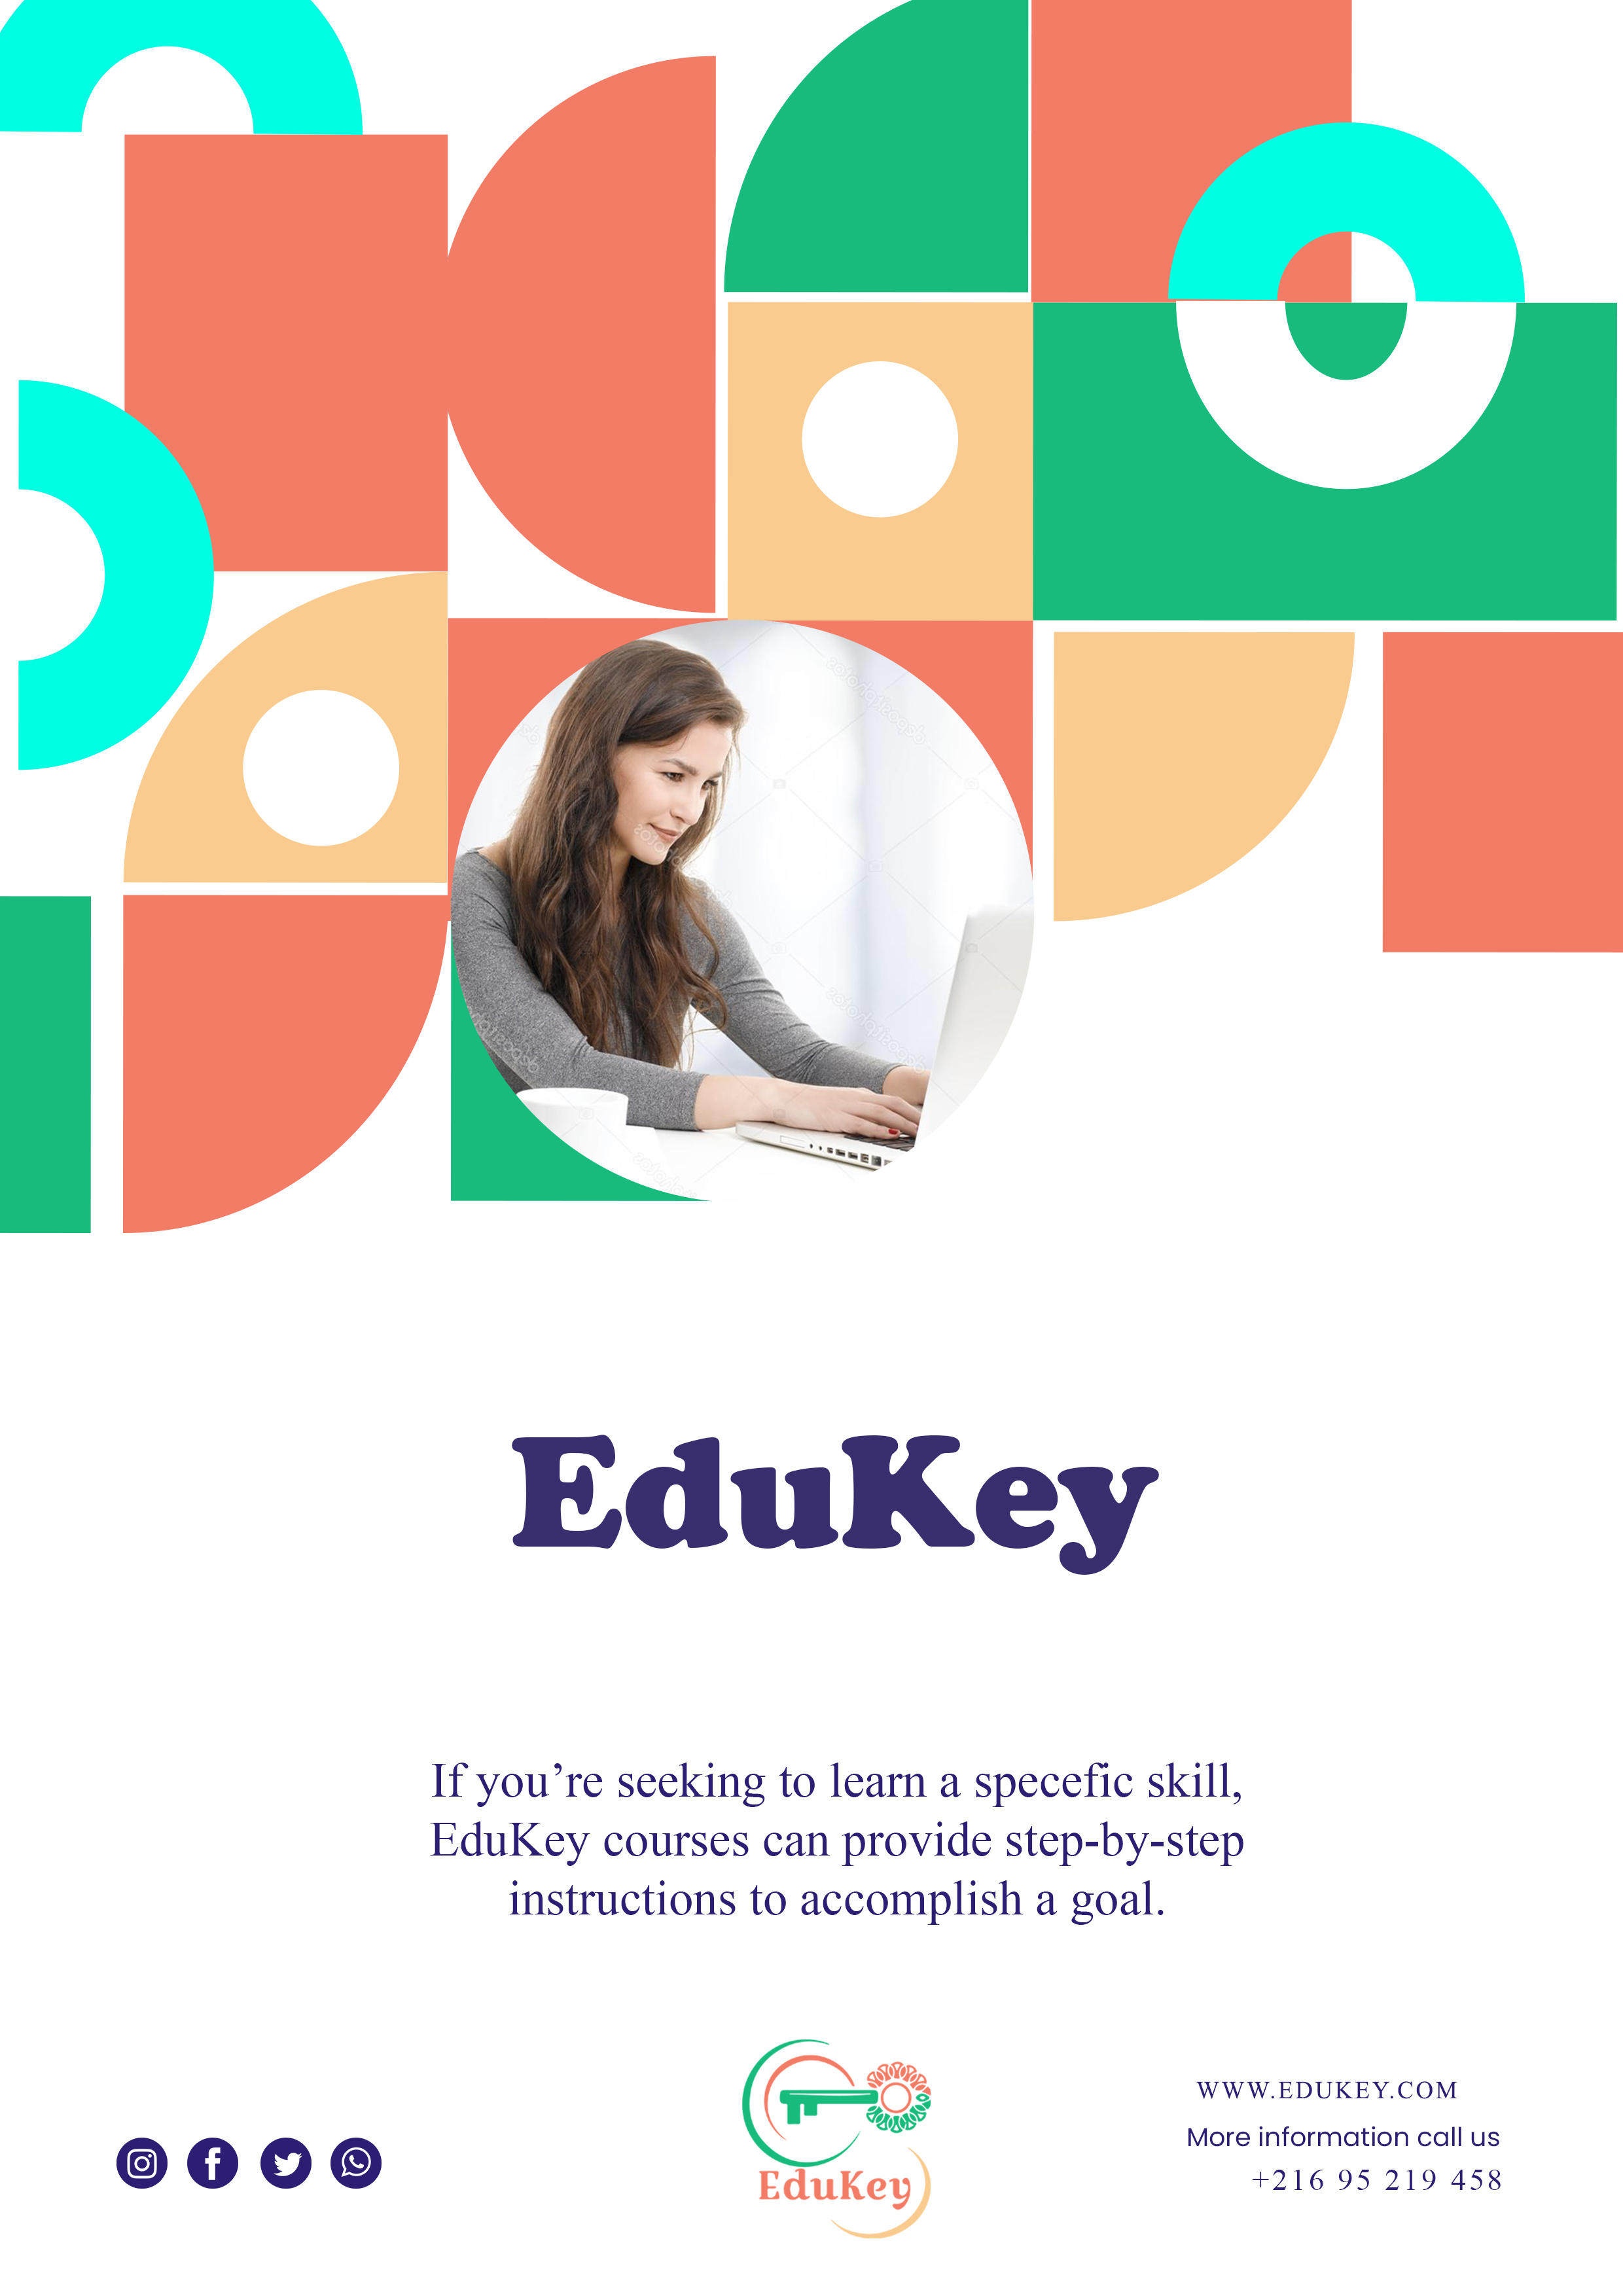 EduKey
If you’re seeking to learn a specefic skill,
EduKey courses can provide step-by-step
instructions to accomplish a goal.
EduKey
WWW.EDUKEY.COM
More information call us
+216 95 219 458